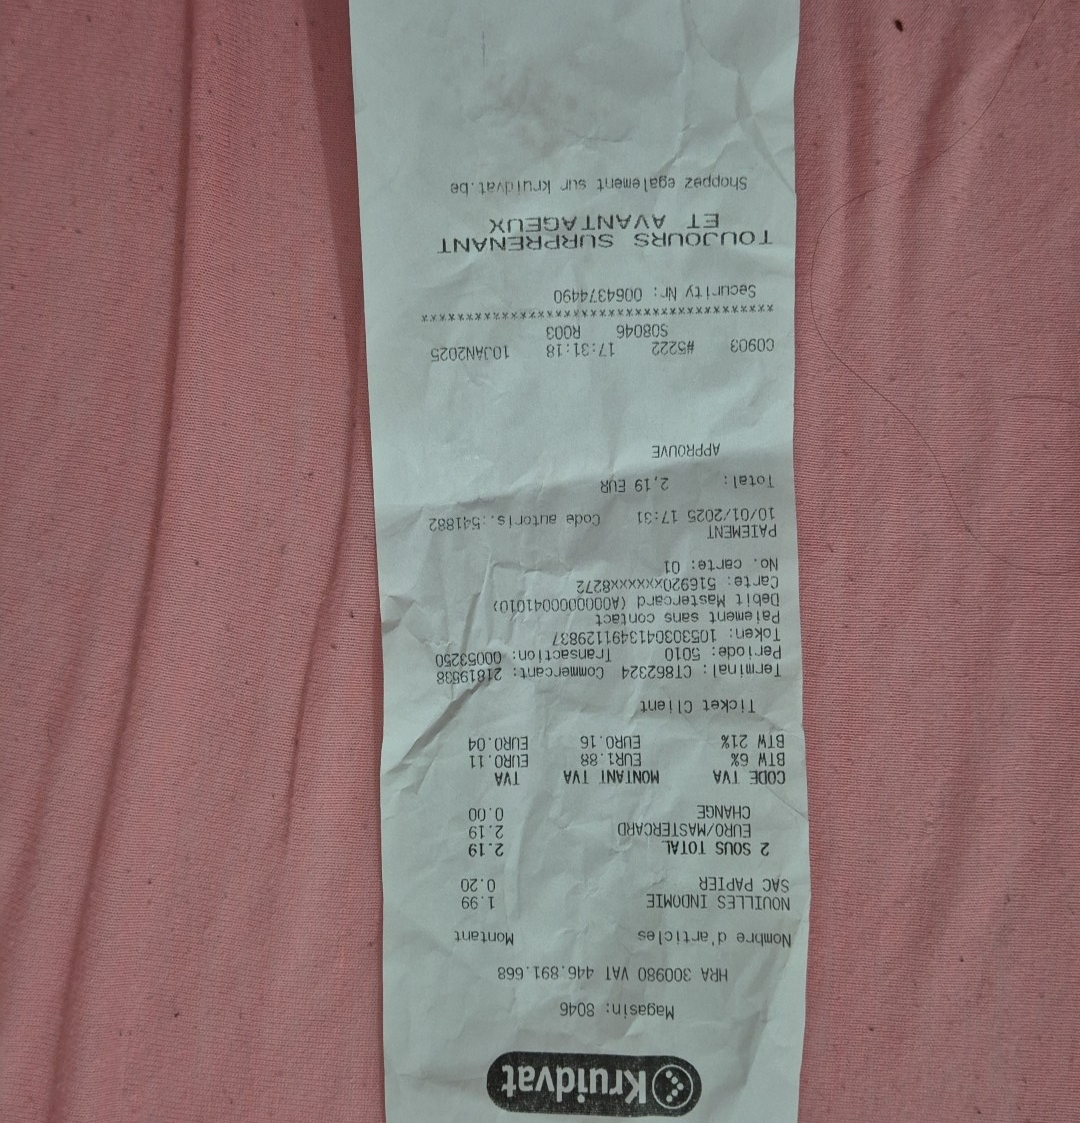 Kruidvat
Magasin: 8046
HRA 300980 VAT 446.891.668
Nombre d'articles Montant
NOUILLES INDOMIE 1.99
SAC PAPIER 0.20
2 SOUS TOTAL 2.19
EURO/MASTERCARD 2.19
CHANGE 0.00
CODE TVA MONTANT TVA TVA
BTW 6% EUR1.88 EURO.11
BTW 21% EURO.16 EURO.04
Ticket Client
Terminal: CT862324 Commercant: 21819538
Periode: 5010 Transaction: 00053250
Token: 1053030413491129837
Paiement sans contact
Debit Mastercard (A0000000041010)
Carte: 516920xxxxxxx8272
No. carte: 01
PAIEMENT
10/01/2025 17:31 Code autoris.:541882
Total: 2,19 EUR
APPROUVE
C0903 #5222 17:31:18 10JAN2025
S08046 R003
****************************************
Security Nr: 0064374490
TOUJOURS SURPRENANT
ET AVANTAGEUX
Shoppez egalement sur kruidvat.be